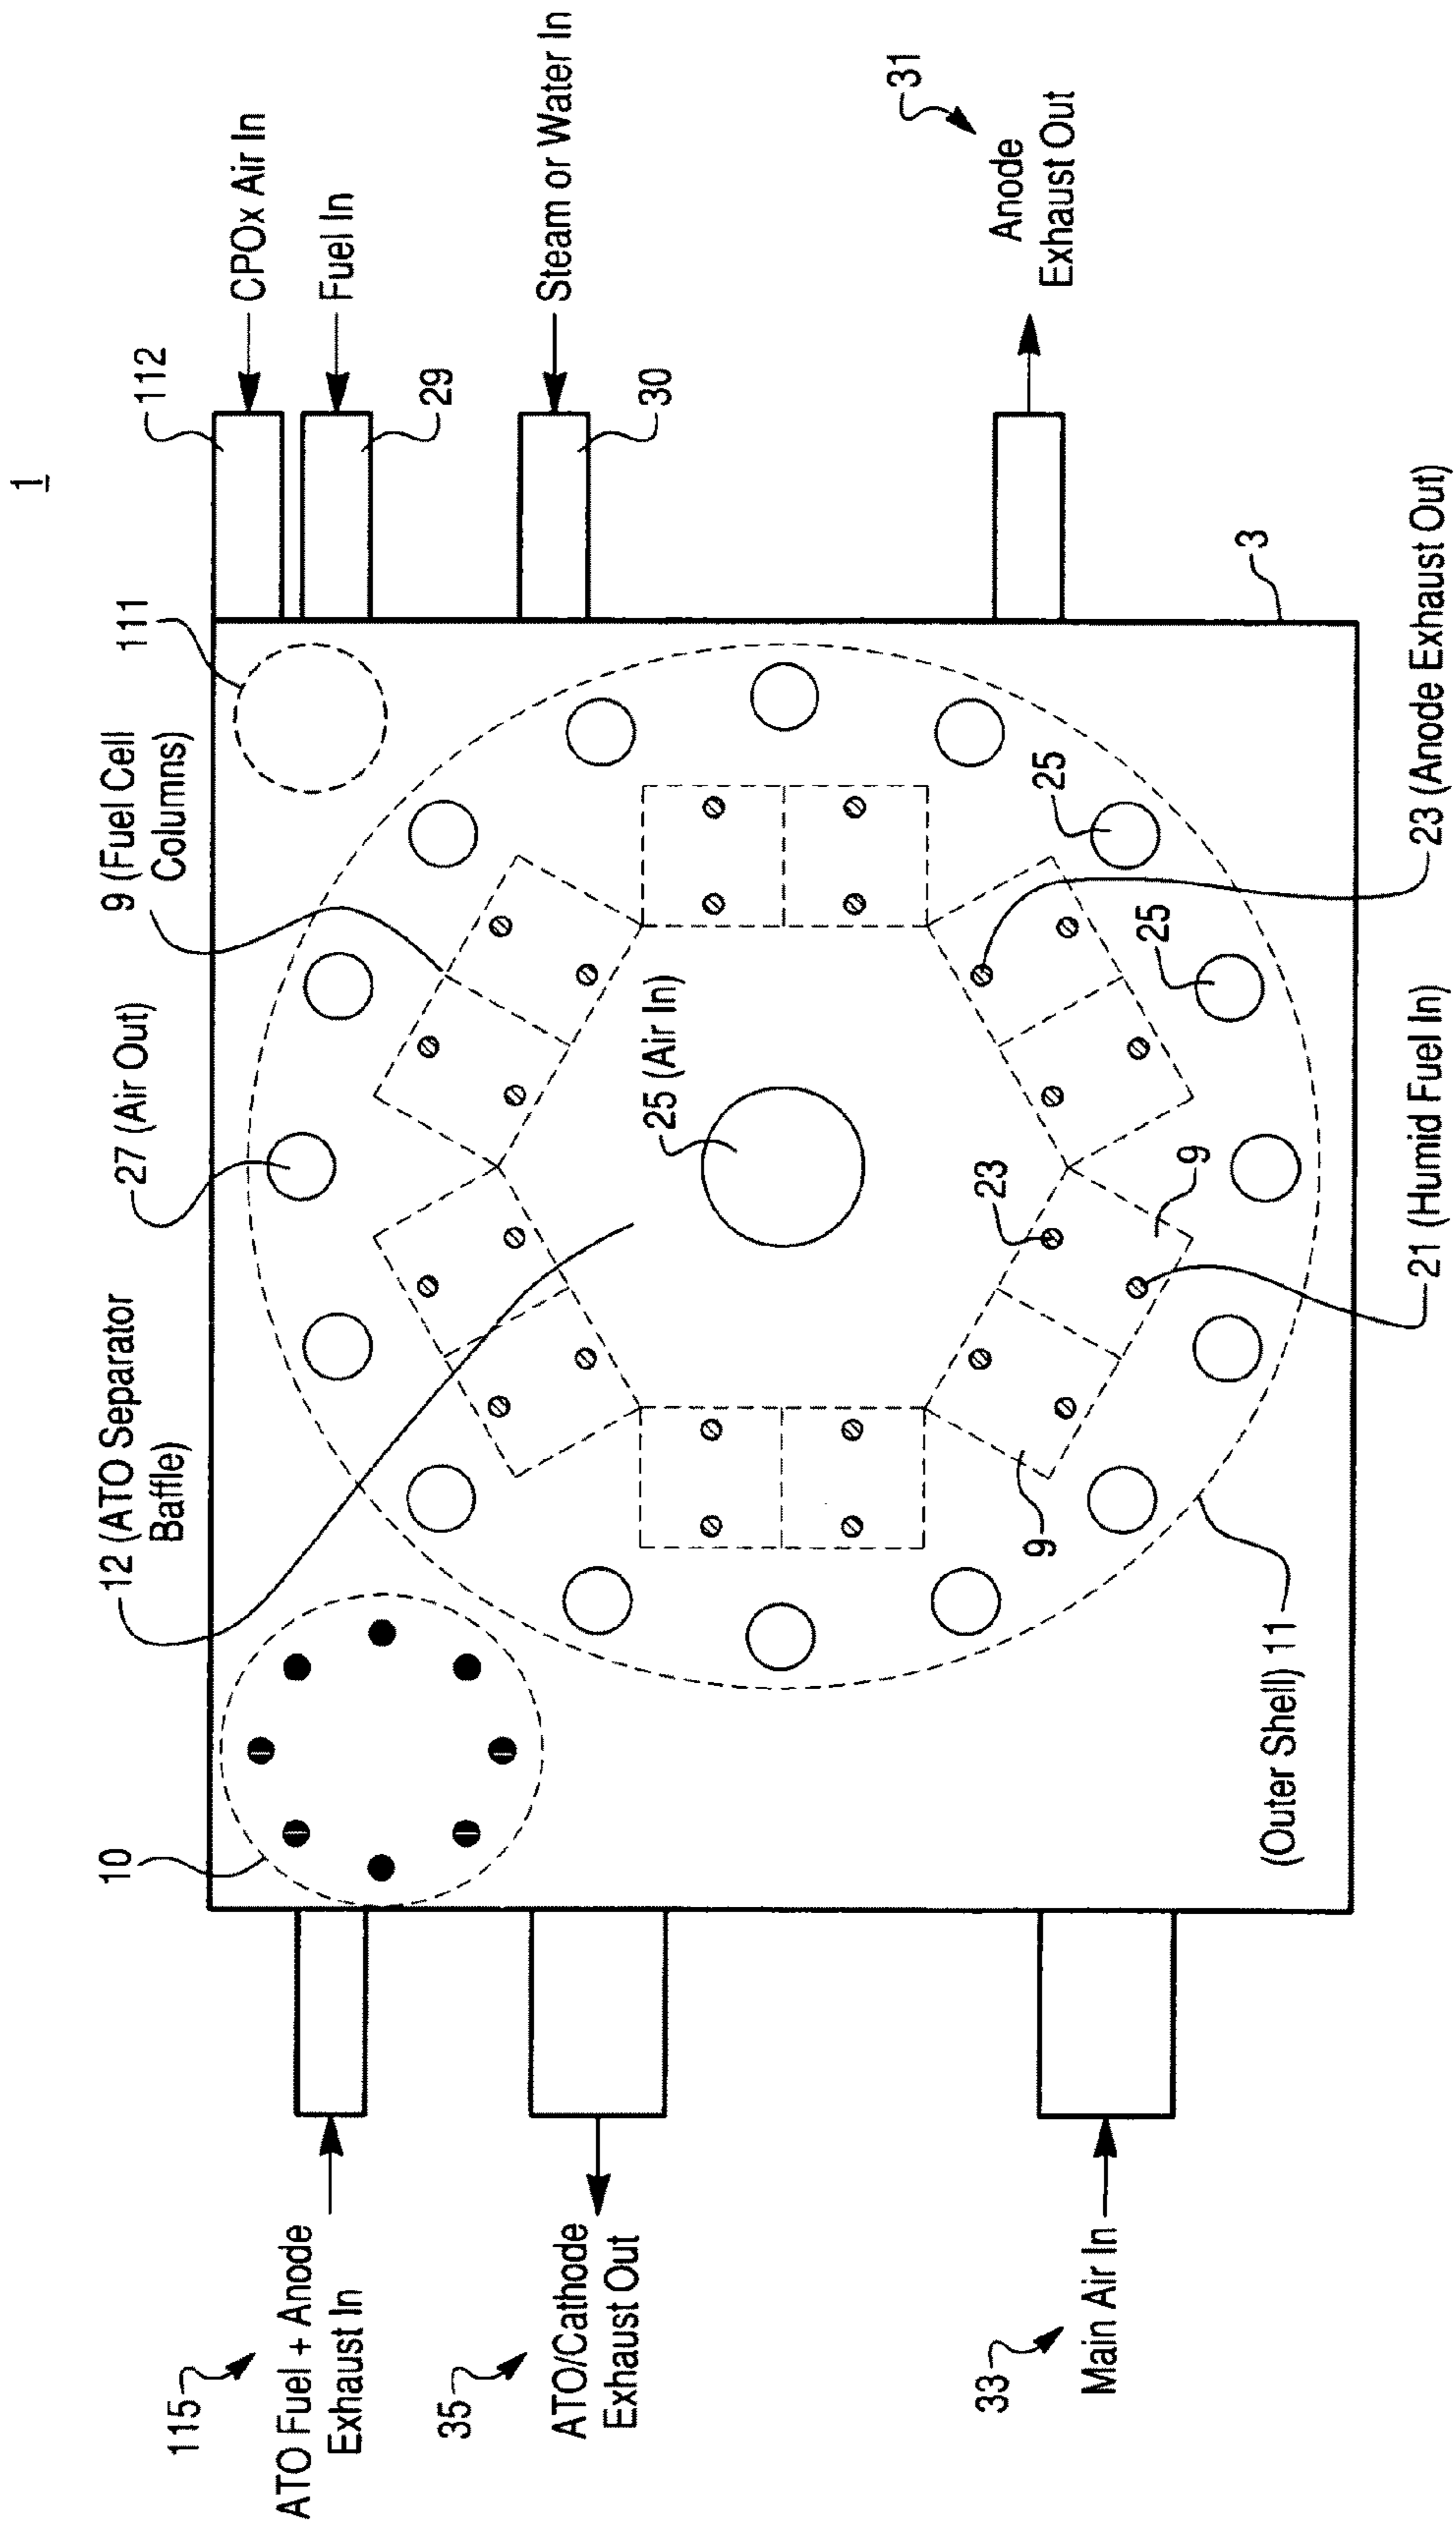 1
115
ATO Fuel + Anode
Exhaust In
35
ATO/Cathode
Exhaust Out
33
Main Air In
10
12 (ATO Separator
Baffle)
27 (Air Out)
9 (Fuel Cell
Columns)
111
112
CPOx Air In
Fuel In
29
Steam or Water In
30
31
Anode
Exhaust Out
3
25 (Air In)
25
25
23
9
9
(Outer Shell) 11
21 (Humid Fuel In)
23 (Anode Exhaust Out)